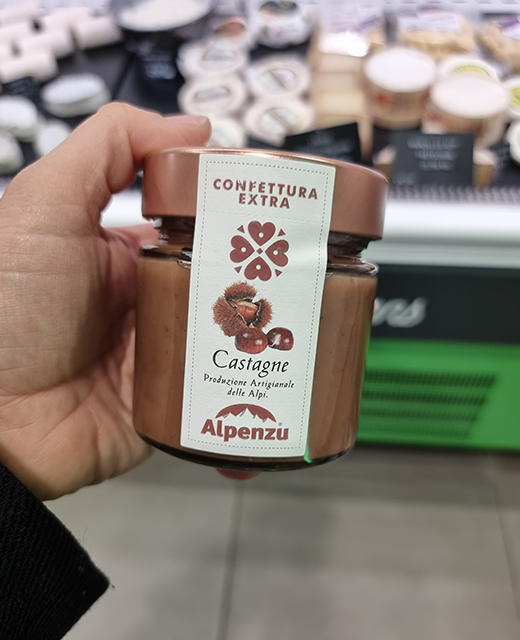 CONFETTURA
EXTRA
Castagne
Produzione Artigianale
delle Alpi.
Alpenzu